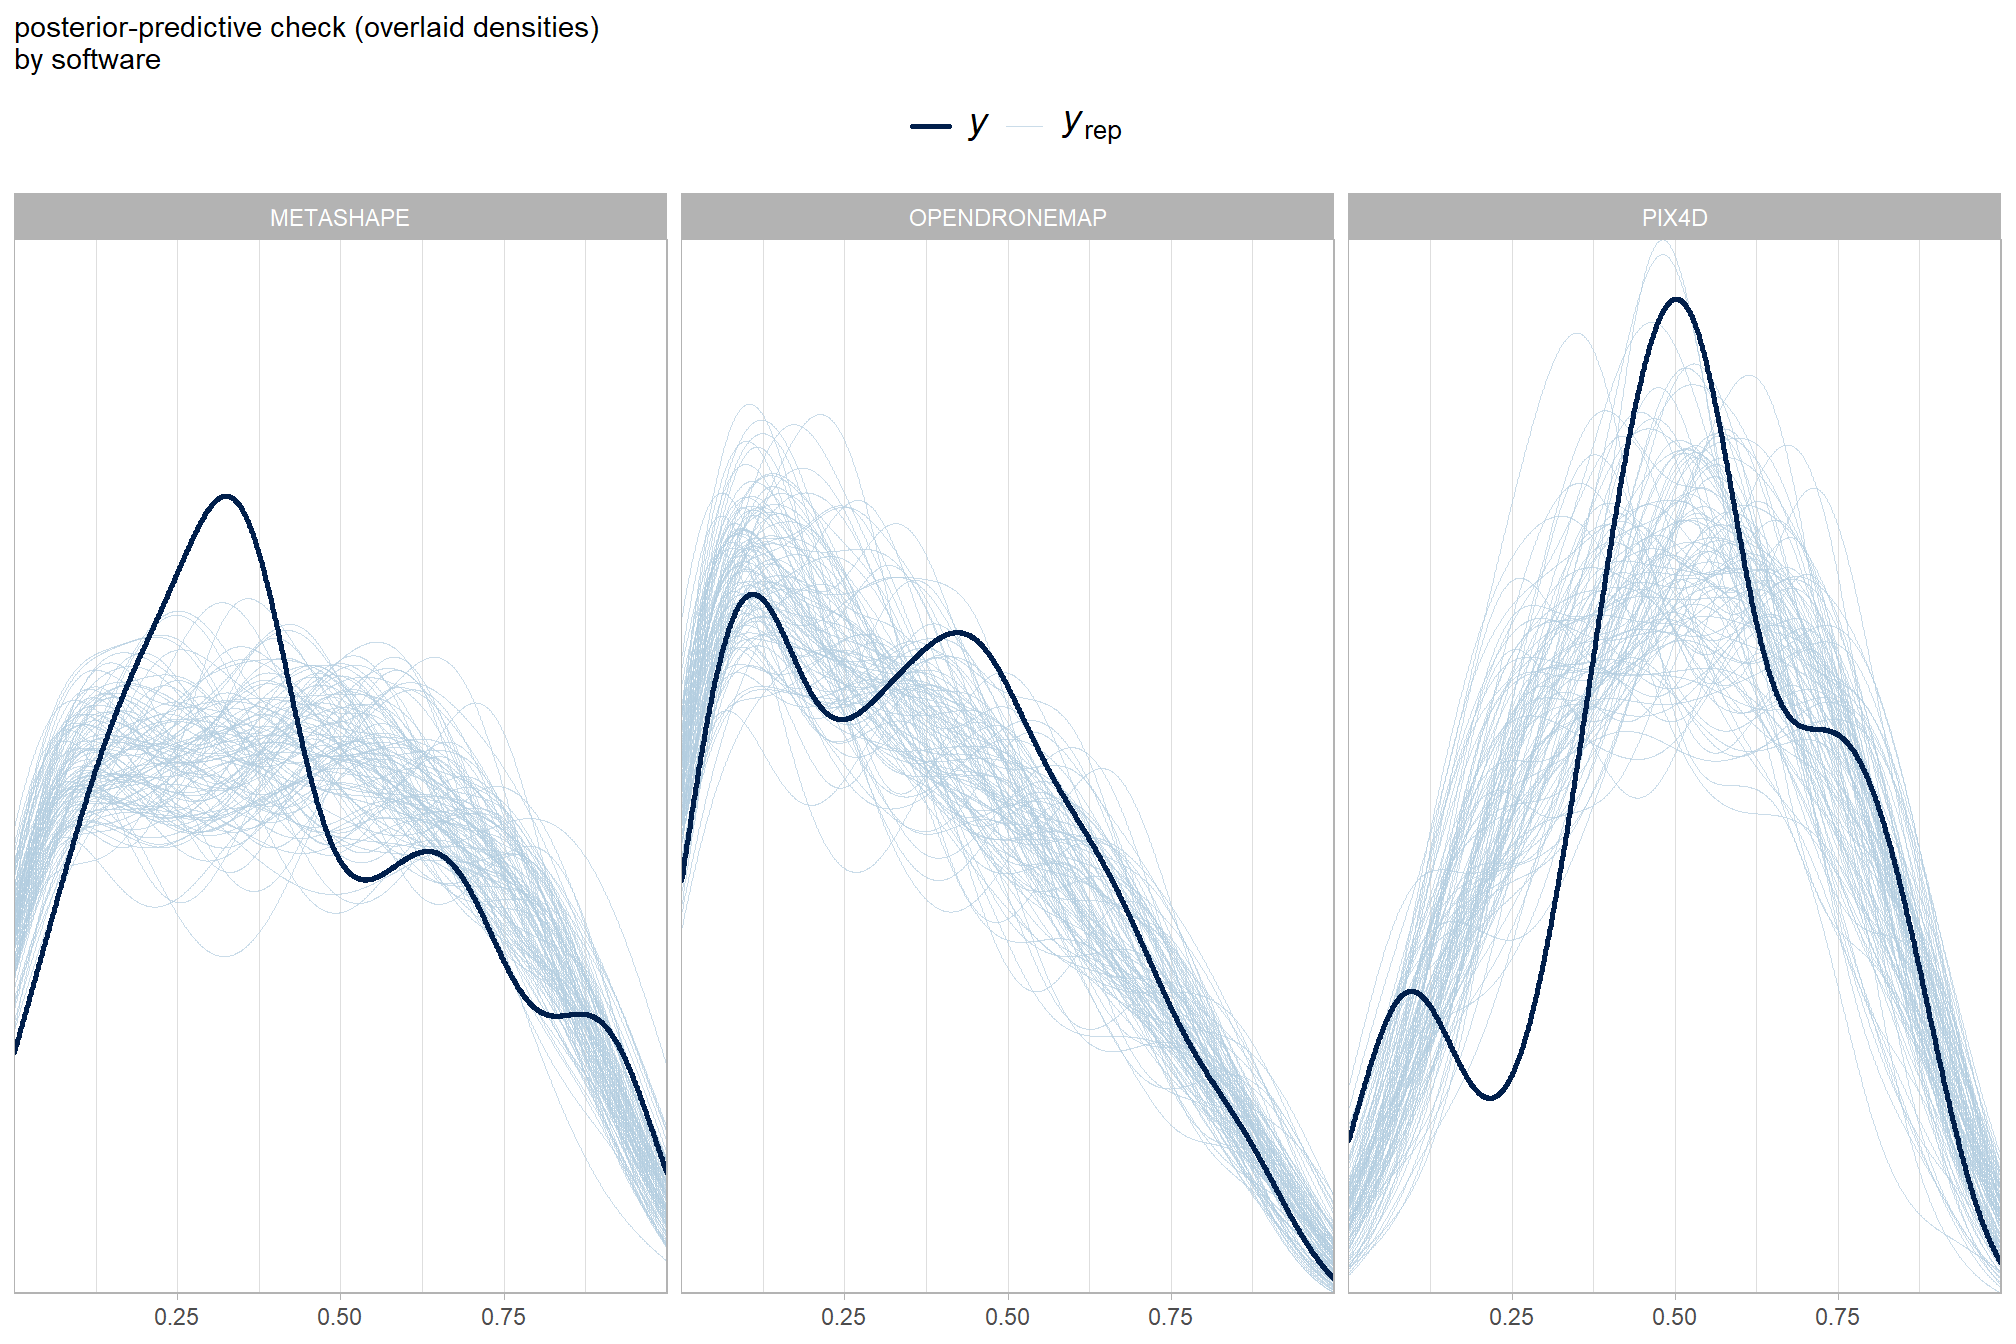 posterior-predictive check (overlaid densities)
by software
y y rep
METASHAPE OPENDRONEMAP PIX4D
0.25 0.50 0.75 0.25 0.50 0.75 0.25 0.50 0.75